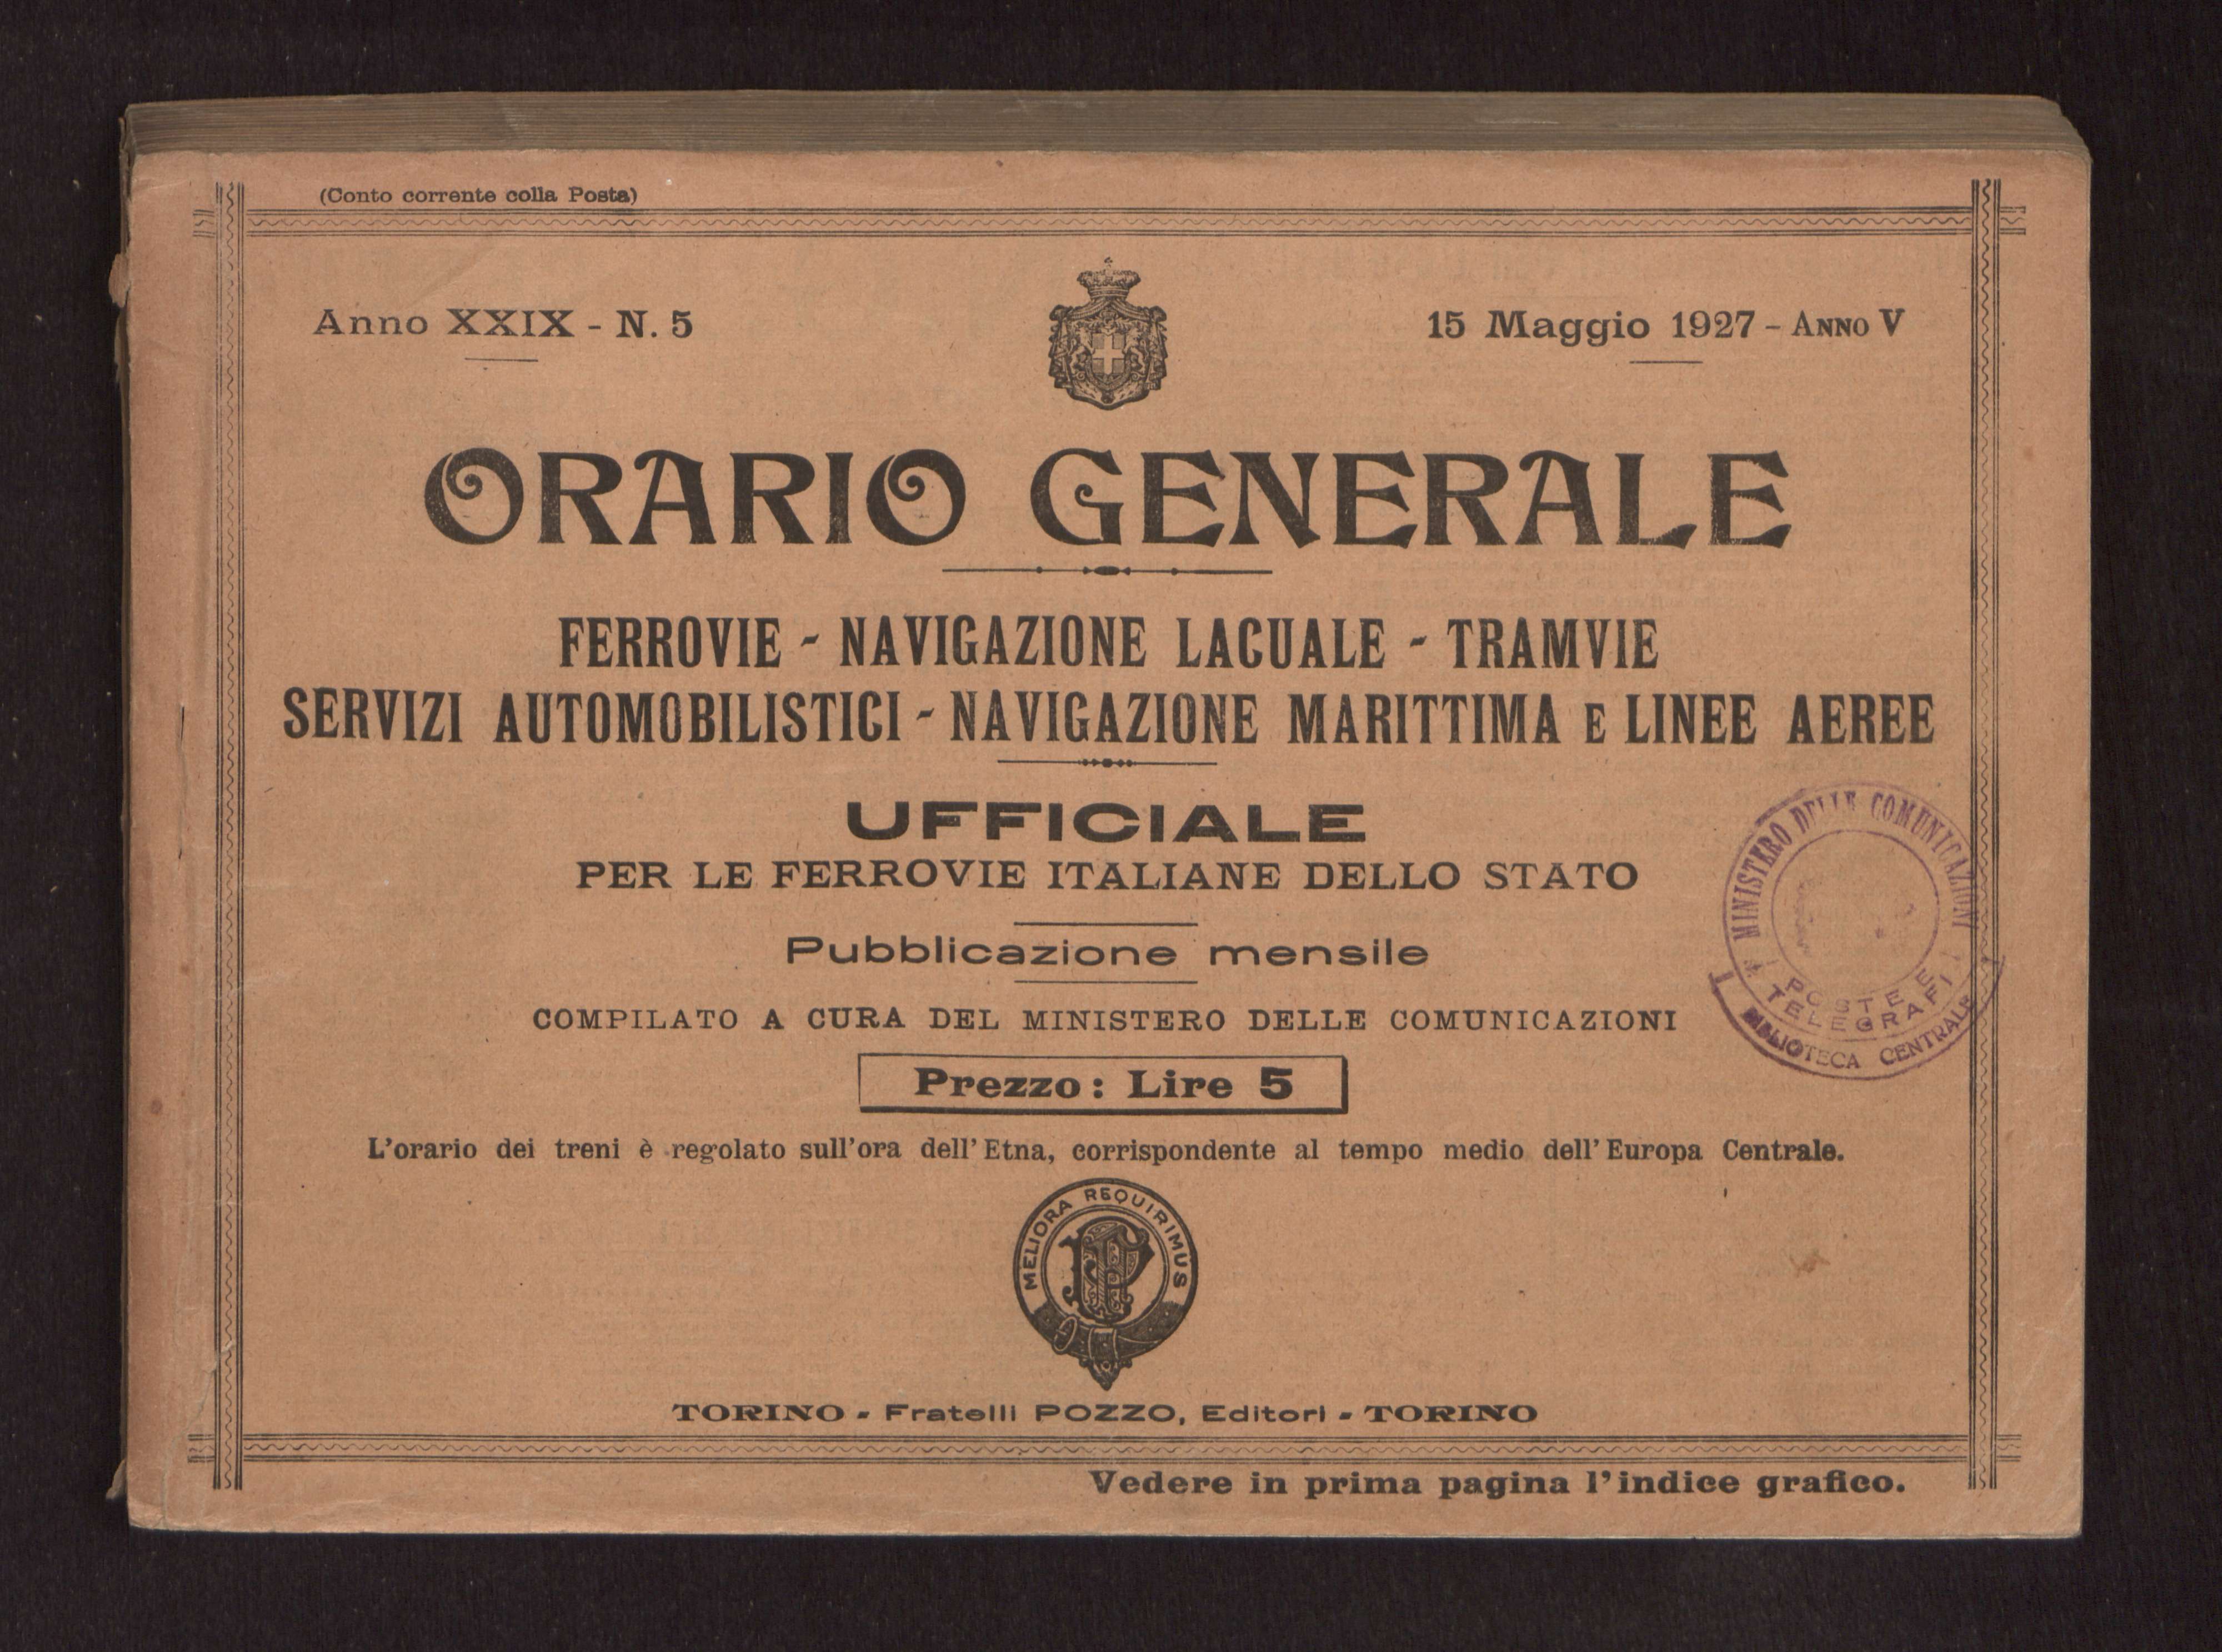 (Conto corrente colla Posta)
Anno XXIX - N. 5
15 Maggio 1927 - ANNO V
ORARIO GENERALE
FERROVIE - NAVIGAZIONE LACUALE - TRAMVIE
SERVIZI AUTOMOBILISTICI - NAVIGAZIONE MARITTIMA E LINEE AEREE
UFFICIALE
PER LE FERROVIE ITALIANE DELLO STATO
Pubblicazione mensile
COMPILATO A CURA DEL MINISTERO DELLE COMUNICAZIONI
MINISTERO DELLE COMUNICAZIONI
POSTE E
TELEGRAFI
BIBLIOTECA CENTRALE
Prezzo: Lire 5
L'orario dei treni è regolato sull'ora dell'Etna, corrispondente al tempo medio dell'Europa Centrale.
MELIORA REQUIRIMUS
TORINO - Fratelli POZZO, Editori - TORINO
Vedere in prima pagina l'indice grafico.